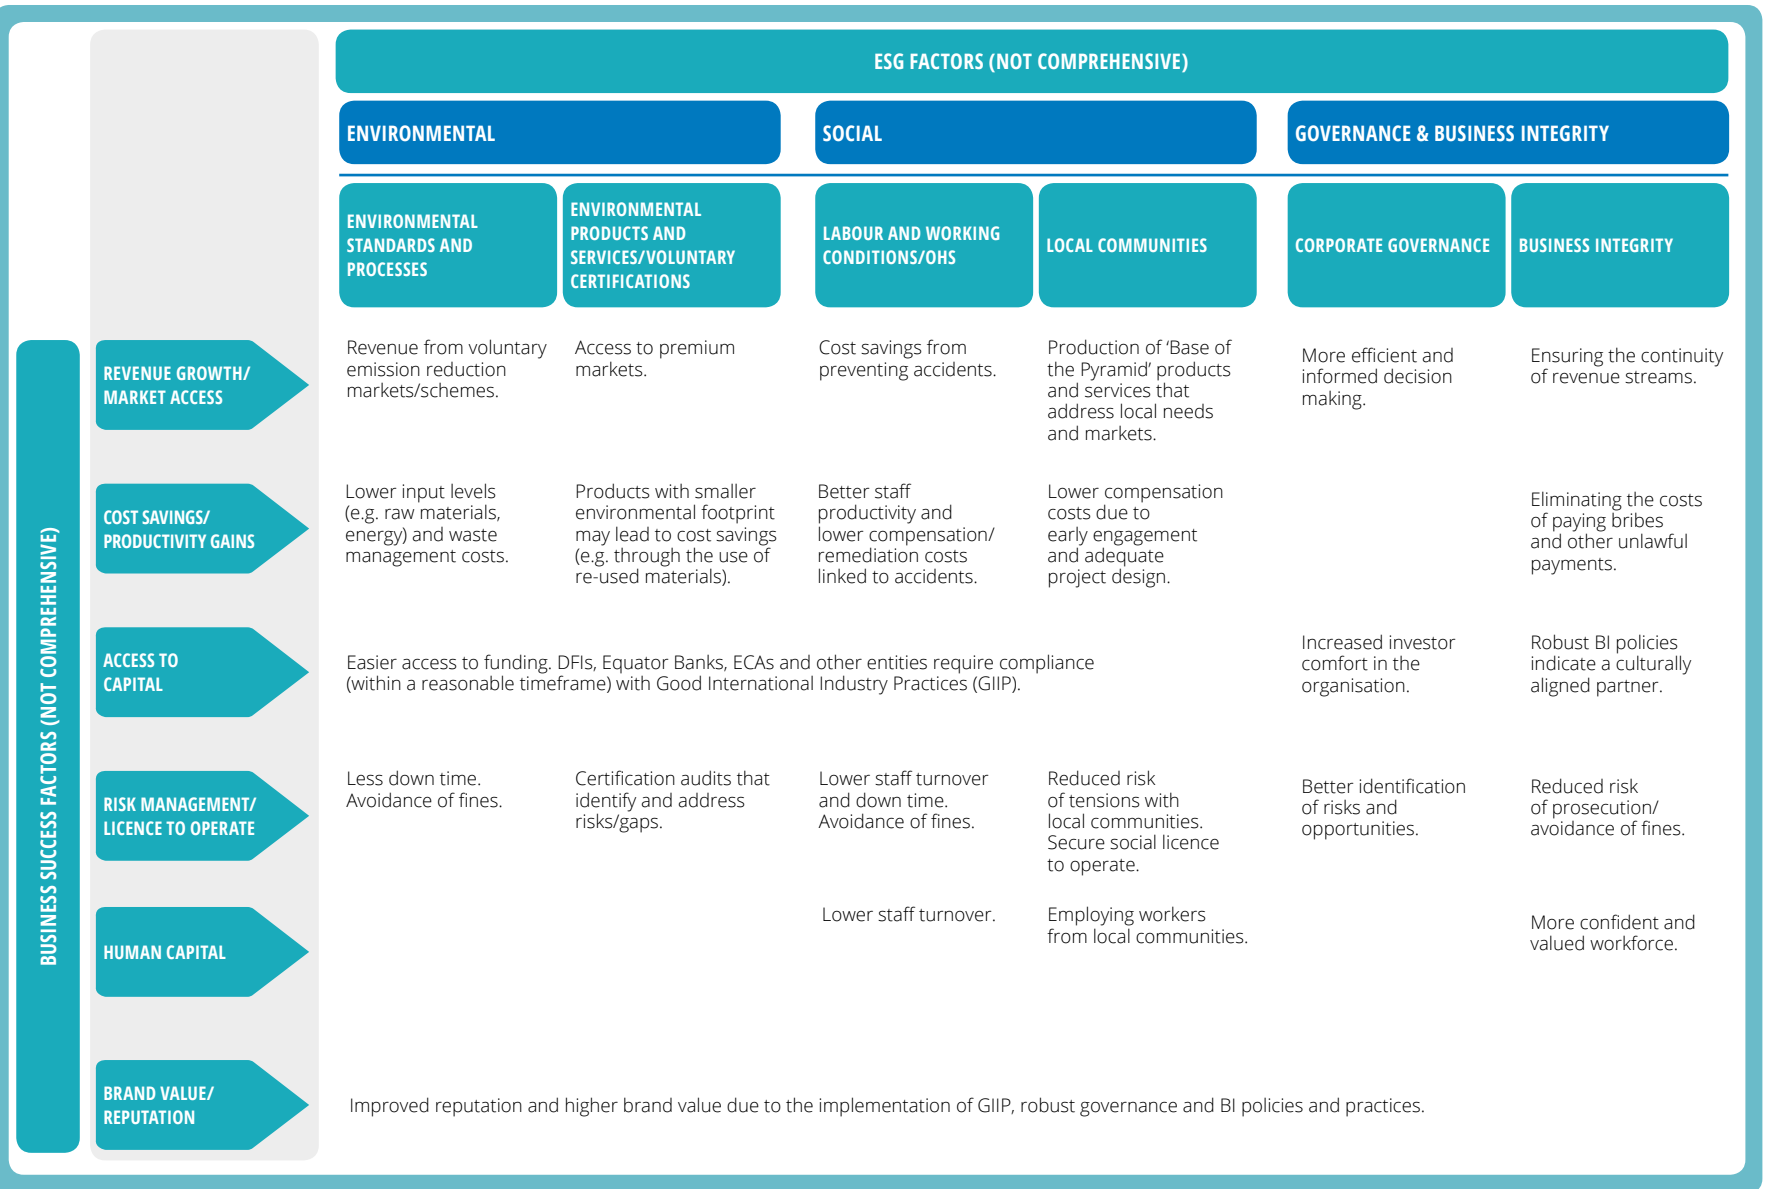 ESG FACTORS (NOT COMPREHENSIVE)
ENVIRONMENTAL
SOCIAL
GOVERNANCE & BUSINESS INTEGRITY
ENVIRONMENTAL
STANDARDS AND
PROCESSES
ENVIRONMENTAL
PRODUCTS AND
SERVICES/VOLUNTARY
CERTIFICATIONS
LABOUR AND WORKING
CONDITIONS/OHS
LOCAL COMMUNITIES
CORPORATE GOVERNANCE
BUSINESS INTEGRITY
BUSINESS SUCCESS FACTORS (NOT COMPREHENSIVE)
REVENUE GROWTH/
MARKET ACCESS
Revenue from voluntary
emission reduction
markets/schemes.
Access to premium
markets.
Cost savings from
preventing accidents.
Production of ‘Base of
the Pyramid’ products
and services that
address local needs
and markets.
More efficient and
informed decision
making.
Ensuring the continuity
of revenue streams.
COST SAVINGS/
PRODUCTIVITY GAINS
Lower input levels
(e.g. raw materials,
energy) and waste
management costs.
Products with smaller
environmental footprint
may lead to cost savings
(e.g. through the use of
re-used materials).
Better staff
productivity and
lower compensation/
remediation costs
linked to accidents.
Lower compensation
costs due to
early engagement
and adequate
project design.
Eliminating the costs
of paying bribes
and other unlawful
payments.
ACCESS TO
CAPITAL
Easier access to funding. DFIs, Equator Banks, ECAs and other entities require compliance
(within a reasonable timeframe) with Good International Industry Practices (GIIP).
Increased investor
comfort in the
organisation.
Robust BI policies
indicate a culturally
aligned partner.
RISK MANAGEMENT/
LICENCE TO OPERATE
Less down time.
Avoidance of fines.
Certification audits that
identify and address
risks/gaps.
Lower staff turnover
and down time.
Avoidance of fines.
Reduced risk
of tensions with
local communities.
Secure social licence
to operate.
Better identification
of risks and
opportunities.
Reduced risk
of prosecution/
avoidance of fines.
HUMAN CAPITAL
Lower staff turnover.
Employing workers
from local communities.
More confident and
valued workforce.
BRAND VALUE/
REPUTATION
Improved reputation and higher brand value due to the implementation of GIIP, robust governance and BI policies and practices.